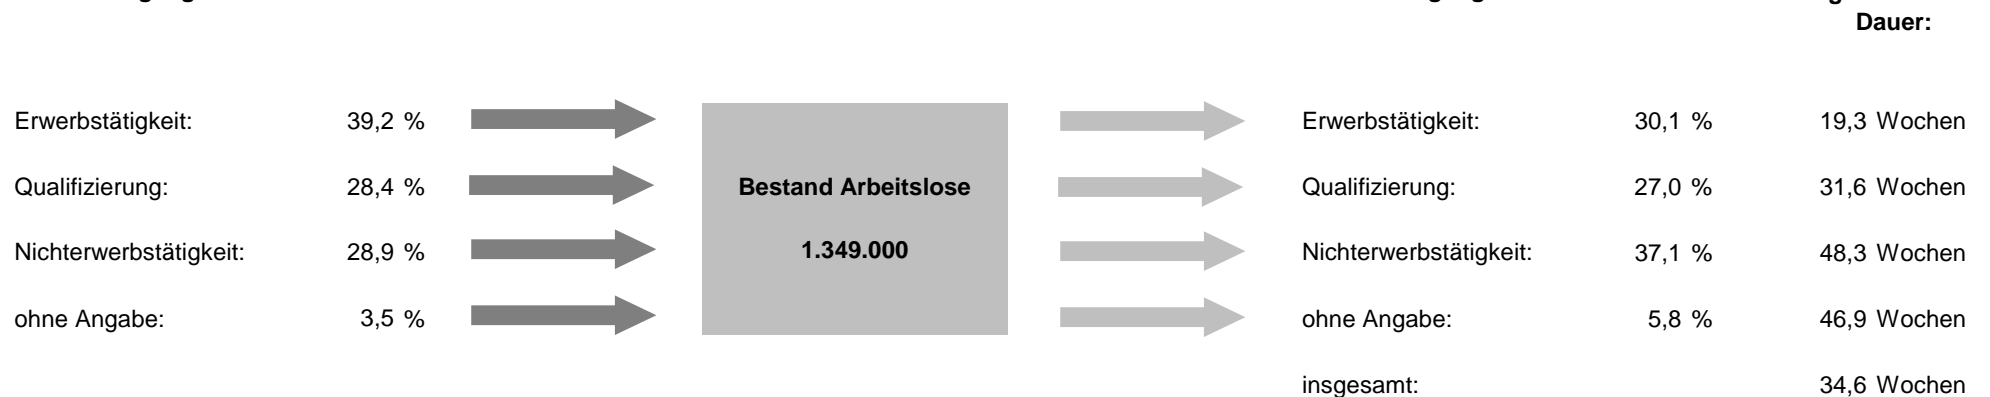 Dauer:
Erwerbstätigkeit: 39,2 % Erwerbstätigkeit: 30,1 % 19,3 Wochen
Qualifizierung: 28,4 % Bestand Arbeitslose Qualifizierung: 27,0 % 31,6 Wochen
Nichterwerbstätigkeit: 28,9 % 1.349.000 Nichterwerbstätigkeit: 37,1 % 48,3 Wochen
ohne Angabe: 3,5 % ohne Angabe: 5,8 % 46,9 Wochen
insgesamt: 34,6 Wochen